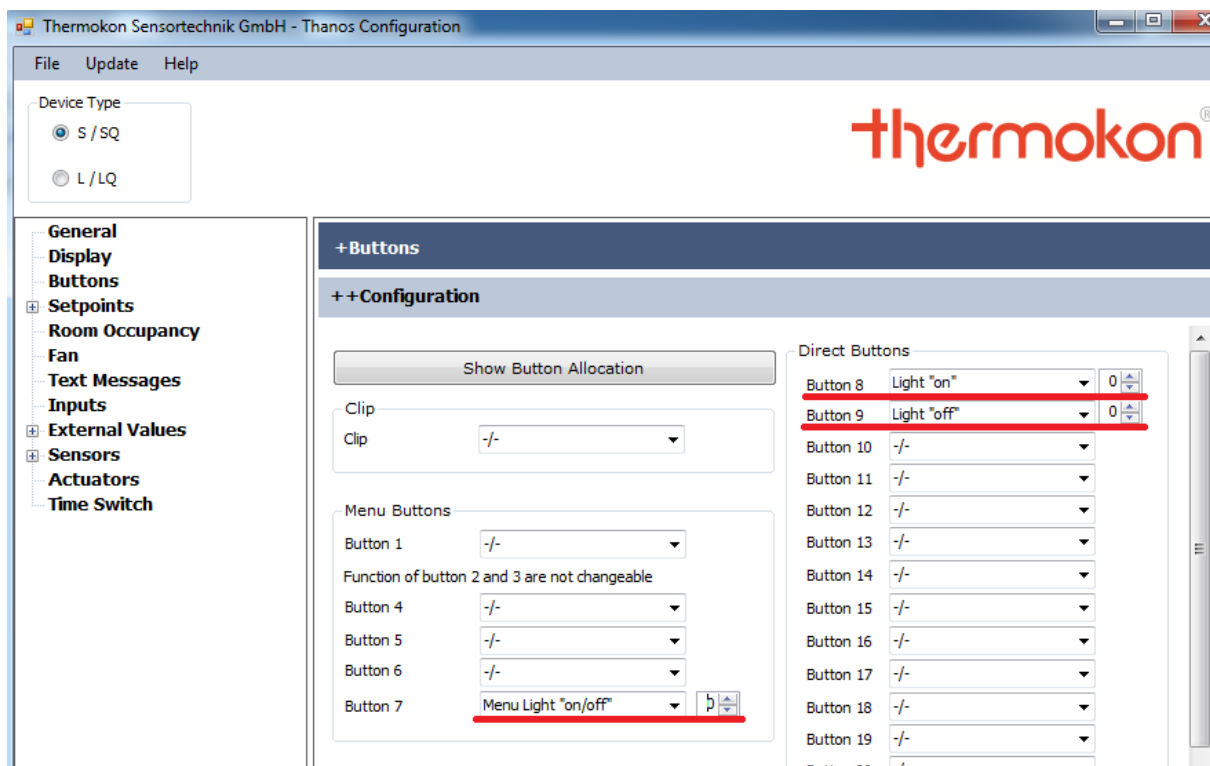 Thermokon Sensortechnik GmbH - Thanos Configuration
File Update Help
Device Type
S / SQ
L / LQ
thermokon®
General
Display
Buttons
Setpoints
Room Occupancy
Fan
Text Messages
Inputs
External Values
Sensors
Actuators
Time Switch
+Buttons
++Configuration
Show Button Allocation
Clip
Clip -/-
Menu Buttons
Button 1 -/-
Function of button 2 and 3 are not changeable
Button 4 -/-
Button 5 -/-
Button 6 -/-
Button 7 Menu Light "on/off"
Direct Buttons
Button 8 Light "on" 0
Button 9 Light "off" 0
Button 10 -/-
Button 11 -/-
Button 12 -/-
Button 13 -/-
Button 14 -/-
Button 15 -/-
Button 16 -/-
Button 17 -/-
Button 18 -/-
Button 19 -/-